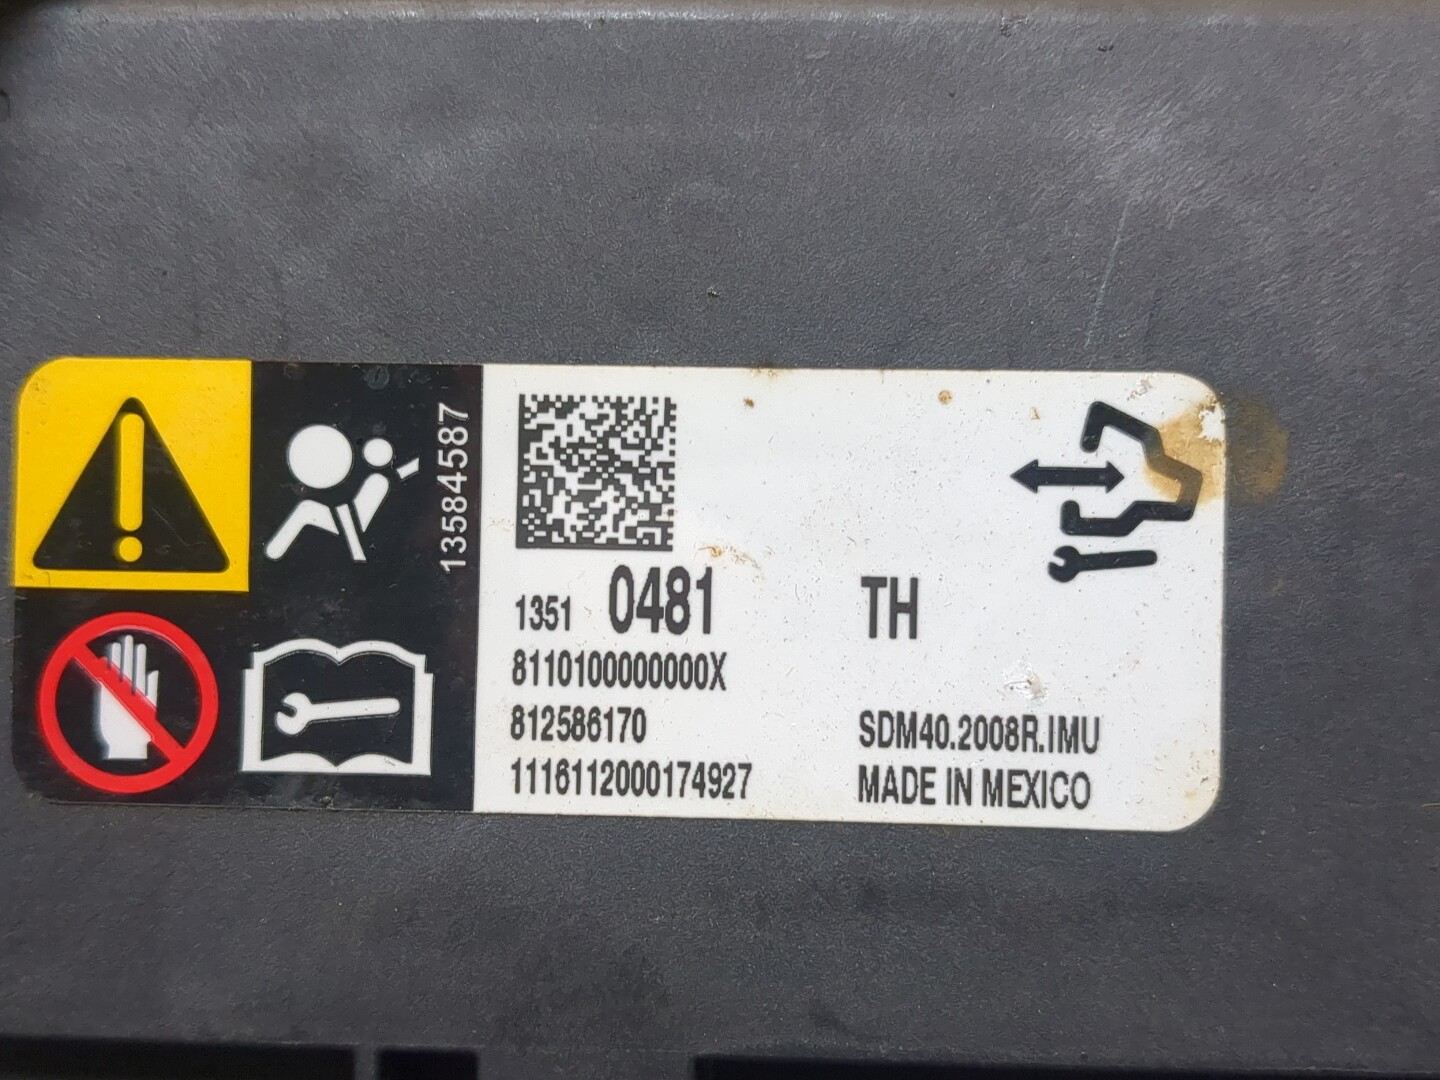 13584587
1351 0481 TH
8110100000000X
812586170
1116112000174927
SDM40.2008R.IMU
MADE IN MEXICO